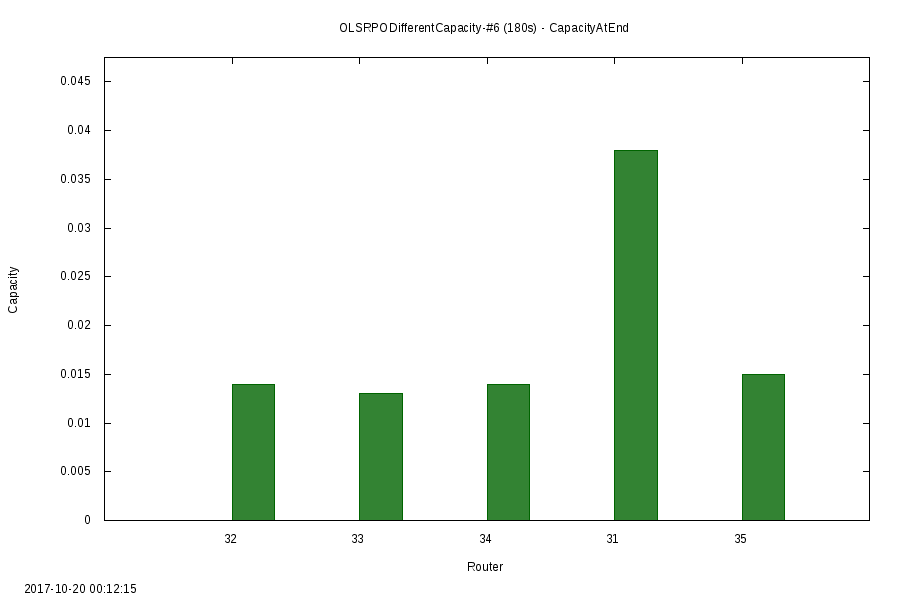 OLSRPODifferentCapacity-#6 (180s) - CapacityAtEnd
0.045
0.04
0.035
0.03
0.025
0.02
0.015
0.01
0.005
0
Capacity
32 33 34 31 35
Router
2017-10-20 00:12:15